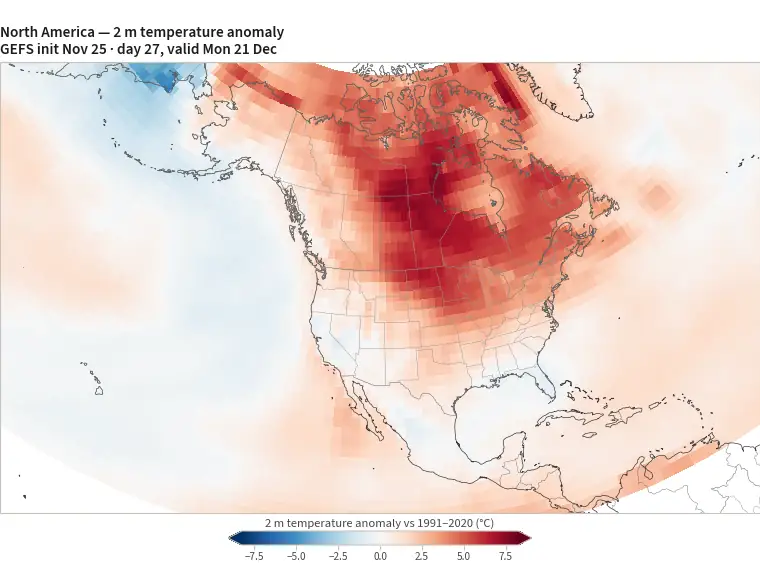 North America — 2 m temperature anomaly
GEFS init Nov 25 · day 27, valid Mon 21 Dec
2 m temperature anomaly vs 1991–2020 (°C)
−7.5 −5.0 −2.5 0.0 2.5 5.0 7.5